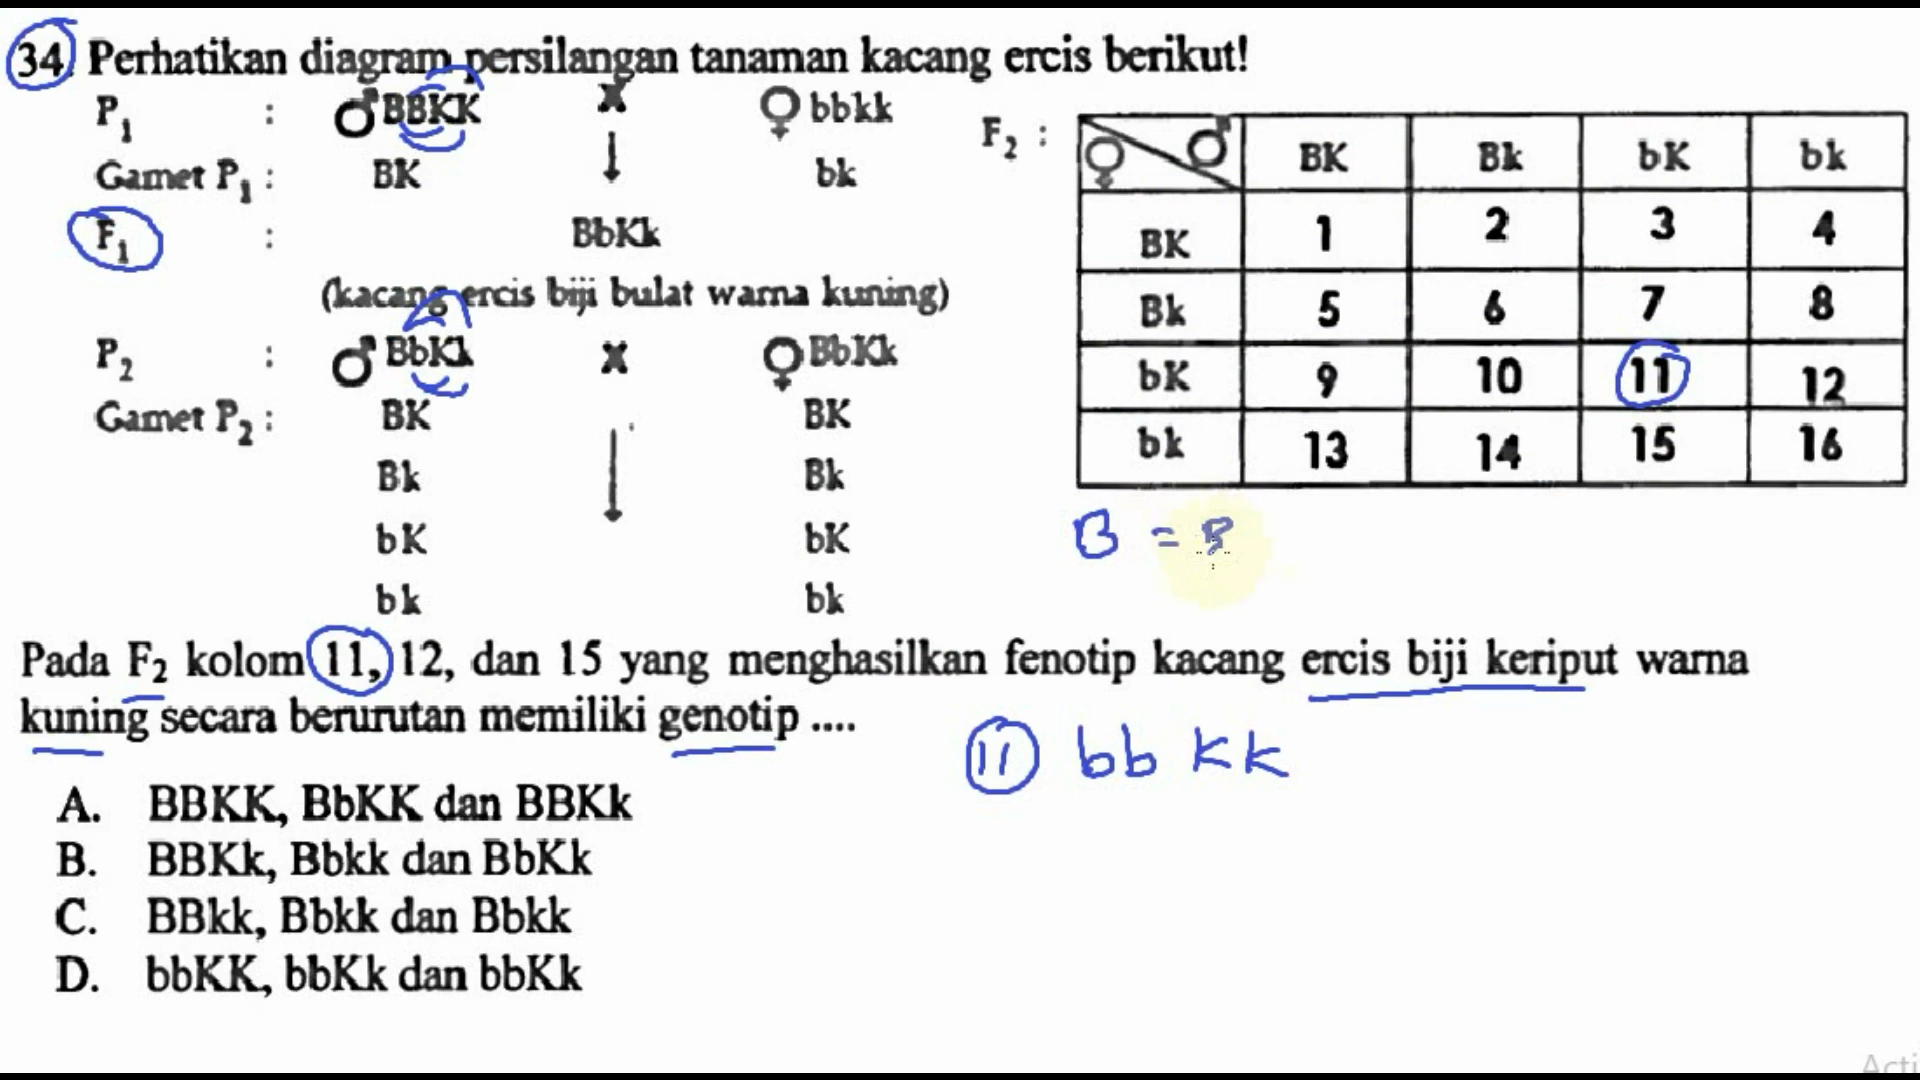 34. Perhatikan diagram persilangan tanaman kacang ercis berikut!
P1 : ♂ BBKK X ♀ bbkk
Gamet P1 : BK ↓ bk
F1 : BbKk
(kacang ercis biji bulat warna kuning)
P2 : ♂ BbKk X ♀ BbKk
Gamet P2 : BK BK
Bk Bk
bK bK
bk bk
F2 :
♀ ♂ BK Bk bK bk
BK 1 2 3 4
Bk 5 6 7 8
bK 9 10 11 12
bk 13 14 15 16
B =
Pada F2 kolom 11, 12, dan 15 yang menghasilkan fenotip kacang ercis biji keriput warna
kuning secara berurutan memiliki genotip ....
11 bb KK
A. BBKK, BbKK dan BBKk
B. BBKk, Bbkk dan BbKk
C. BBkk, Bbkk dan Bbkk
D. bbKK, bbKk dan bbKk
Acti